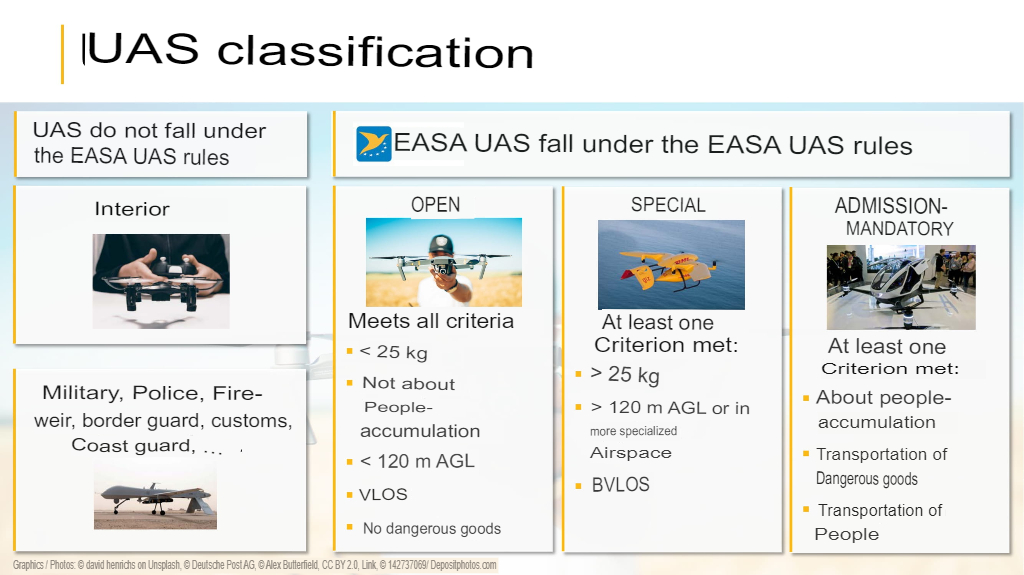 UAS classification
UAS do not fall under
the EASA UAS rules
EASA UAS fall under the EASA UAS rules
Interior
Military, Police, Fire-
weir, border guard, customs,
Coast guard, ...
OPEN
Meets all criteria
< 25 kg
Not about
People-
accumulation
< 120 m AGL
VLOS
No dangerous goods
SPECIAL
At least one
Criterion met:
> 25 kg
> 120 m AGL or in
more specialized
Airspace
BVLOS
ADMISSION-
MANDATORY
At least one
Criterion met:
About people-
accumulation
Transportation of
Dangerous goods
Transportation of
People
Graphics / Photos: © david henrichs on Unsplash, © Deutsche Post AG, © Alex Butterfield, CC BY 2.0, Link, © 142737069/ Depositphotos.com